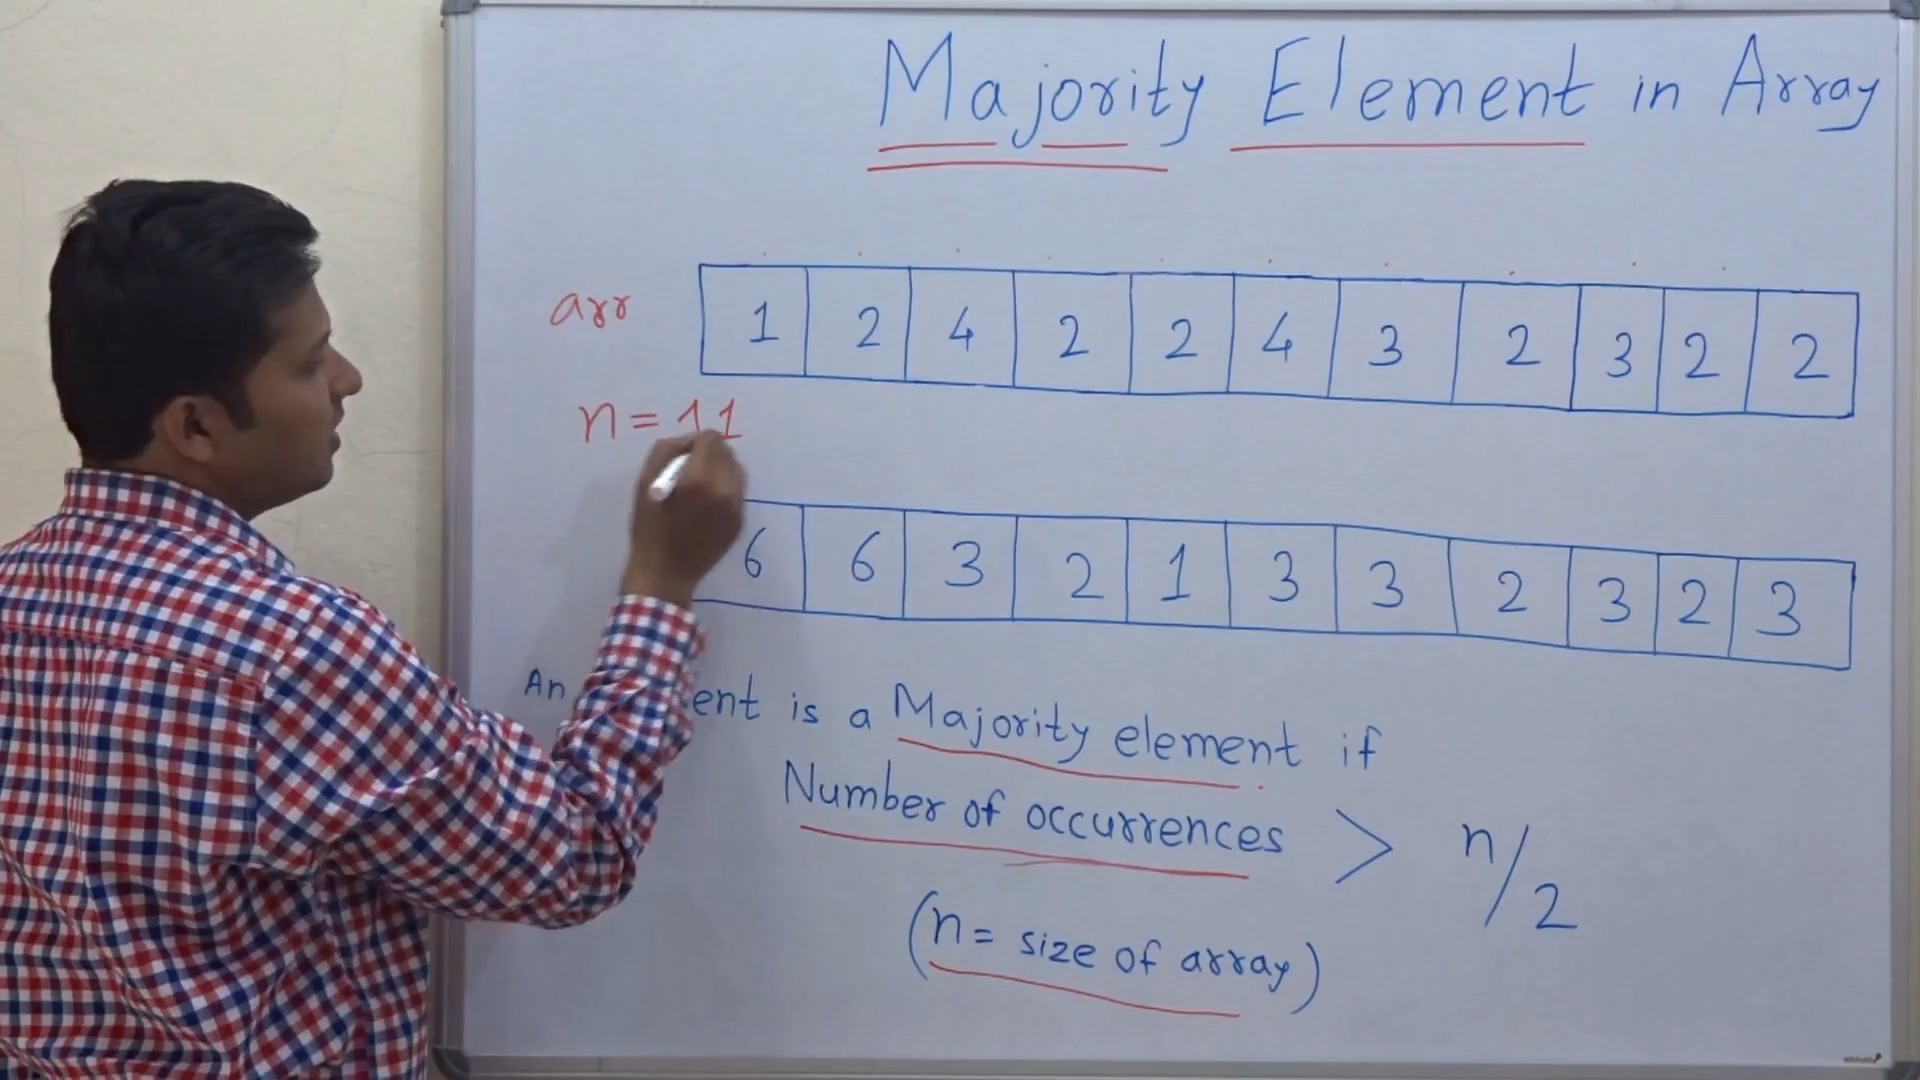 Majority Element in Array
arr
1 2 4 2 2 4 3 2 3 2 2
n=11
6 6 3 2 1 3 3 2 3 2 3
An ent is a Majority element if
Number of occurrences > n/2
(n= size of array)